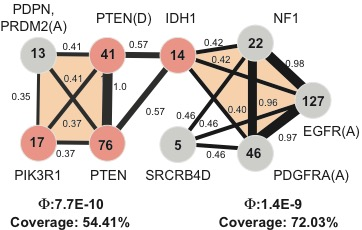 PDPN, PTEN(D) IDH1 NF1
PRDM2(A)
13 0.41 41 0.57 14 0.42 22 0.98
0.42
0.41 1.0
0.35 0.40 0.96 127
0.37 0.57 0.46
0.46 0.97 EGFR(A)
17 0.37 76 5 0.46 46
PIK3R1 PTEN SRCRB4D PDGFRA(A)
Φ:7.7E-10 Φ:1.4E-9
Coverage: 54.41% Coverage: 72.03%